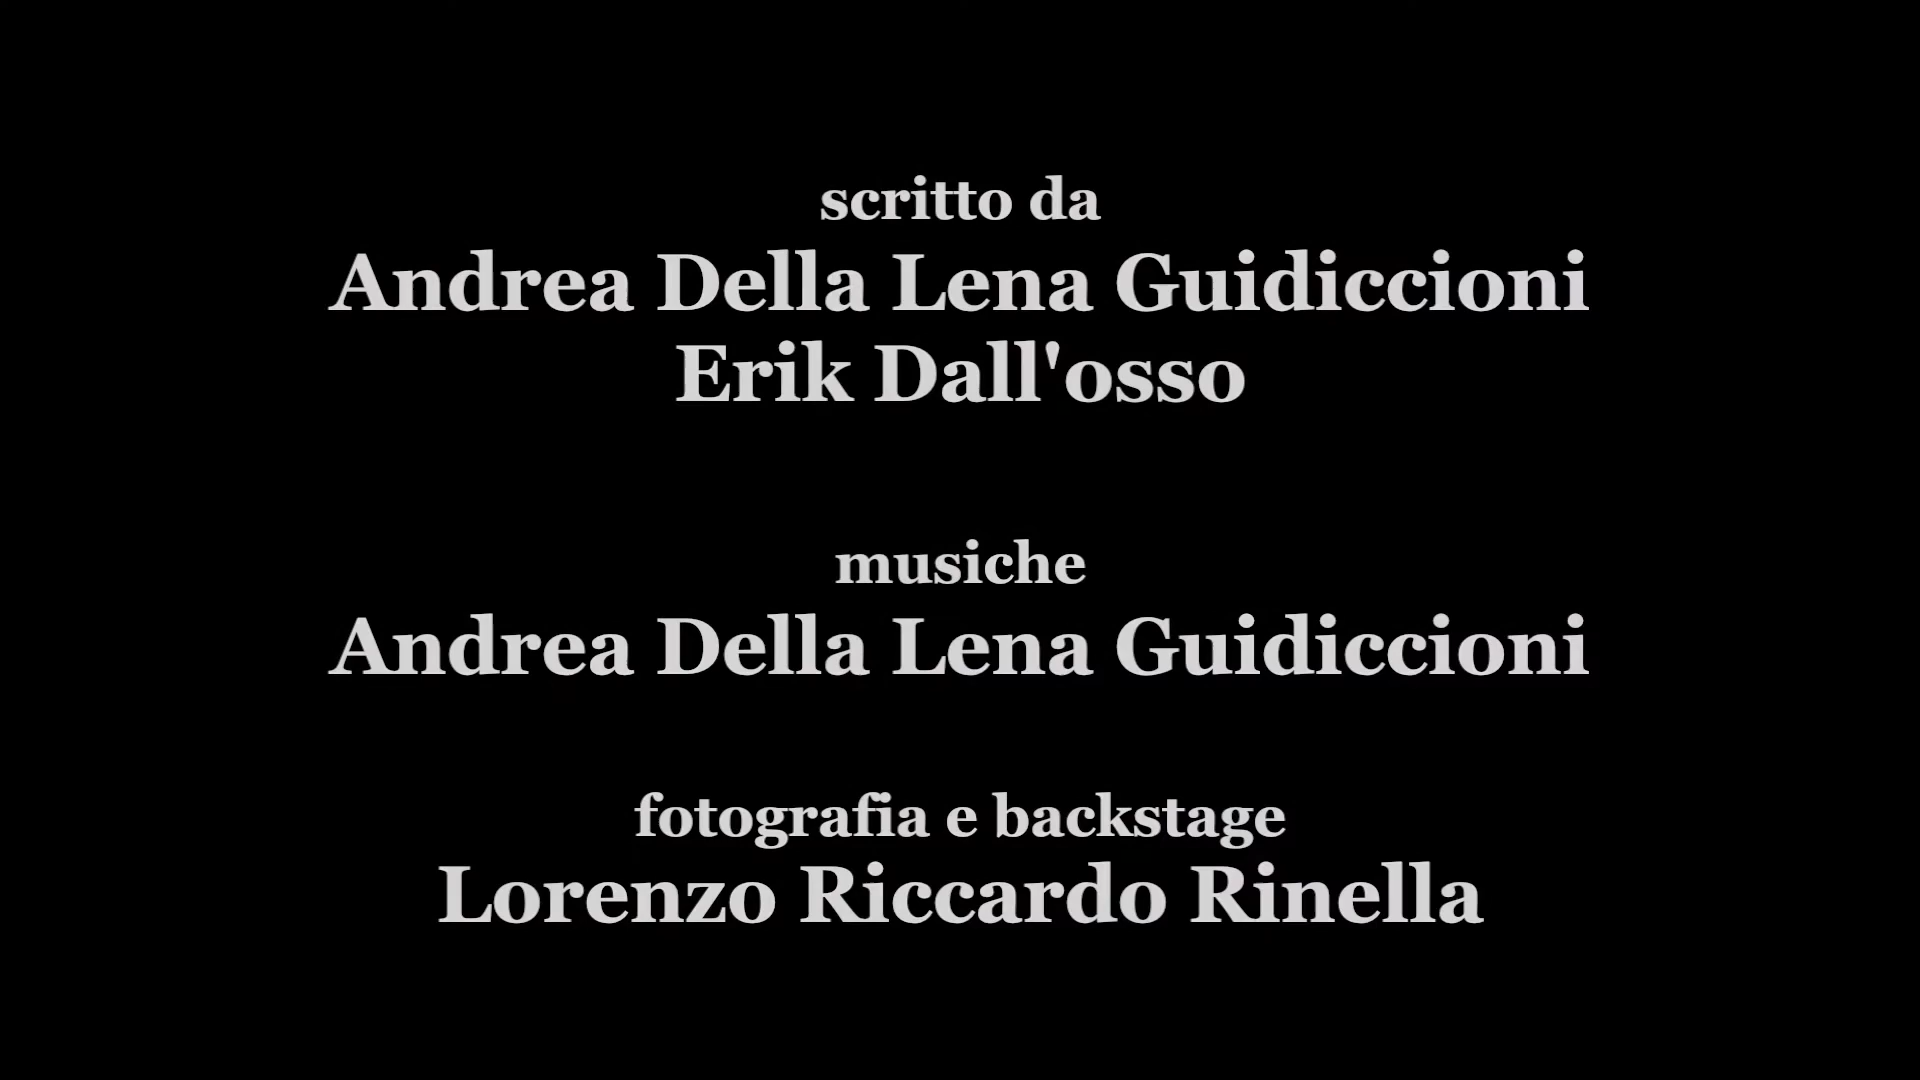 scritto da
Andrea Della Lena Guidiccioni
Erik Dall'osso
musiche
Andrea Della Lena Guidiccioni
fotografia e backstage
Lorenzo Riccardo Rinella